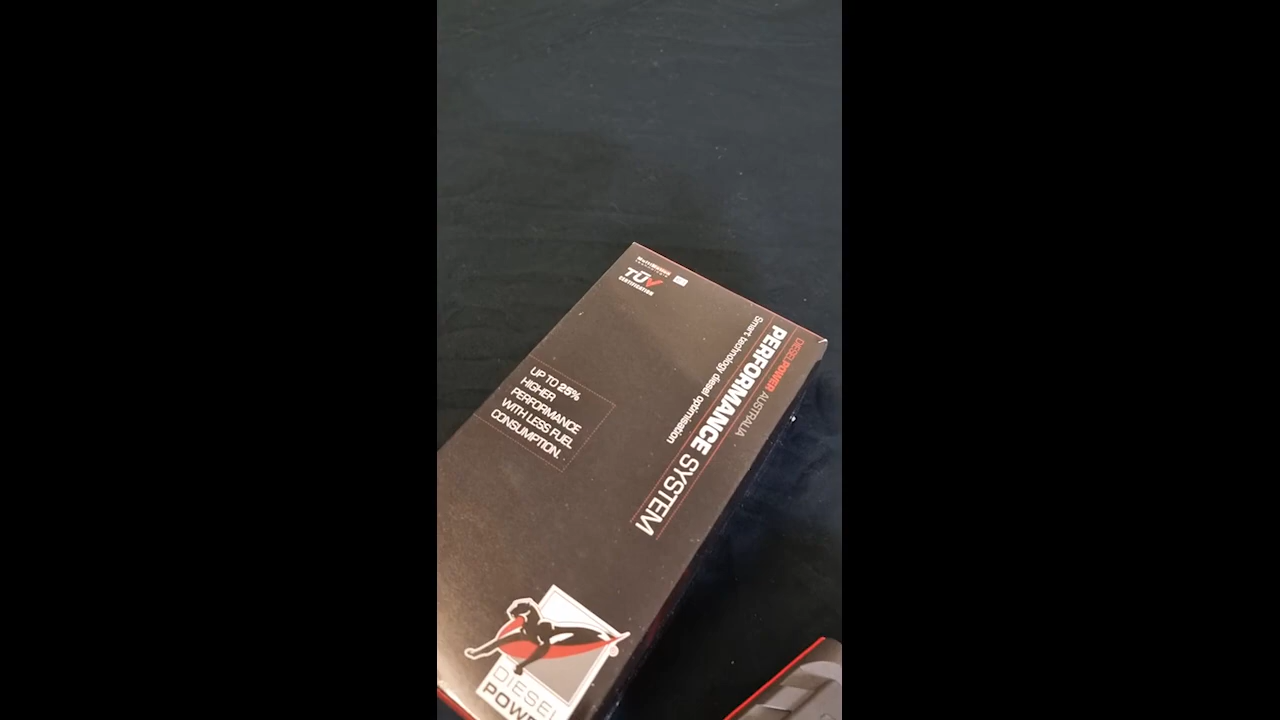 DIESELPOWER AUSTRALIA
PERFORMANCE SYSTEM
Smart technology diesel optimisation
TÜV
CERTIFICATION
UP TO 25%
HIGHER
PERFORMANCE
WITH LESS FUEL
CONSUMPTION.
DIESEL